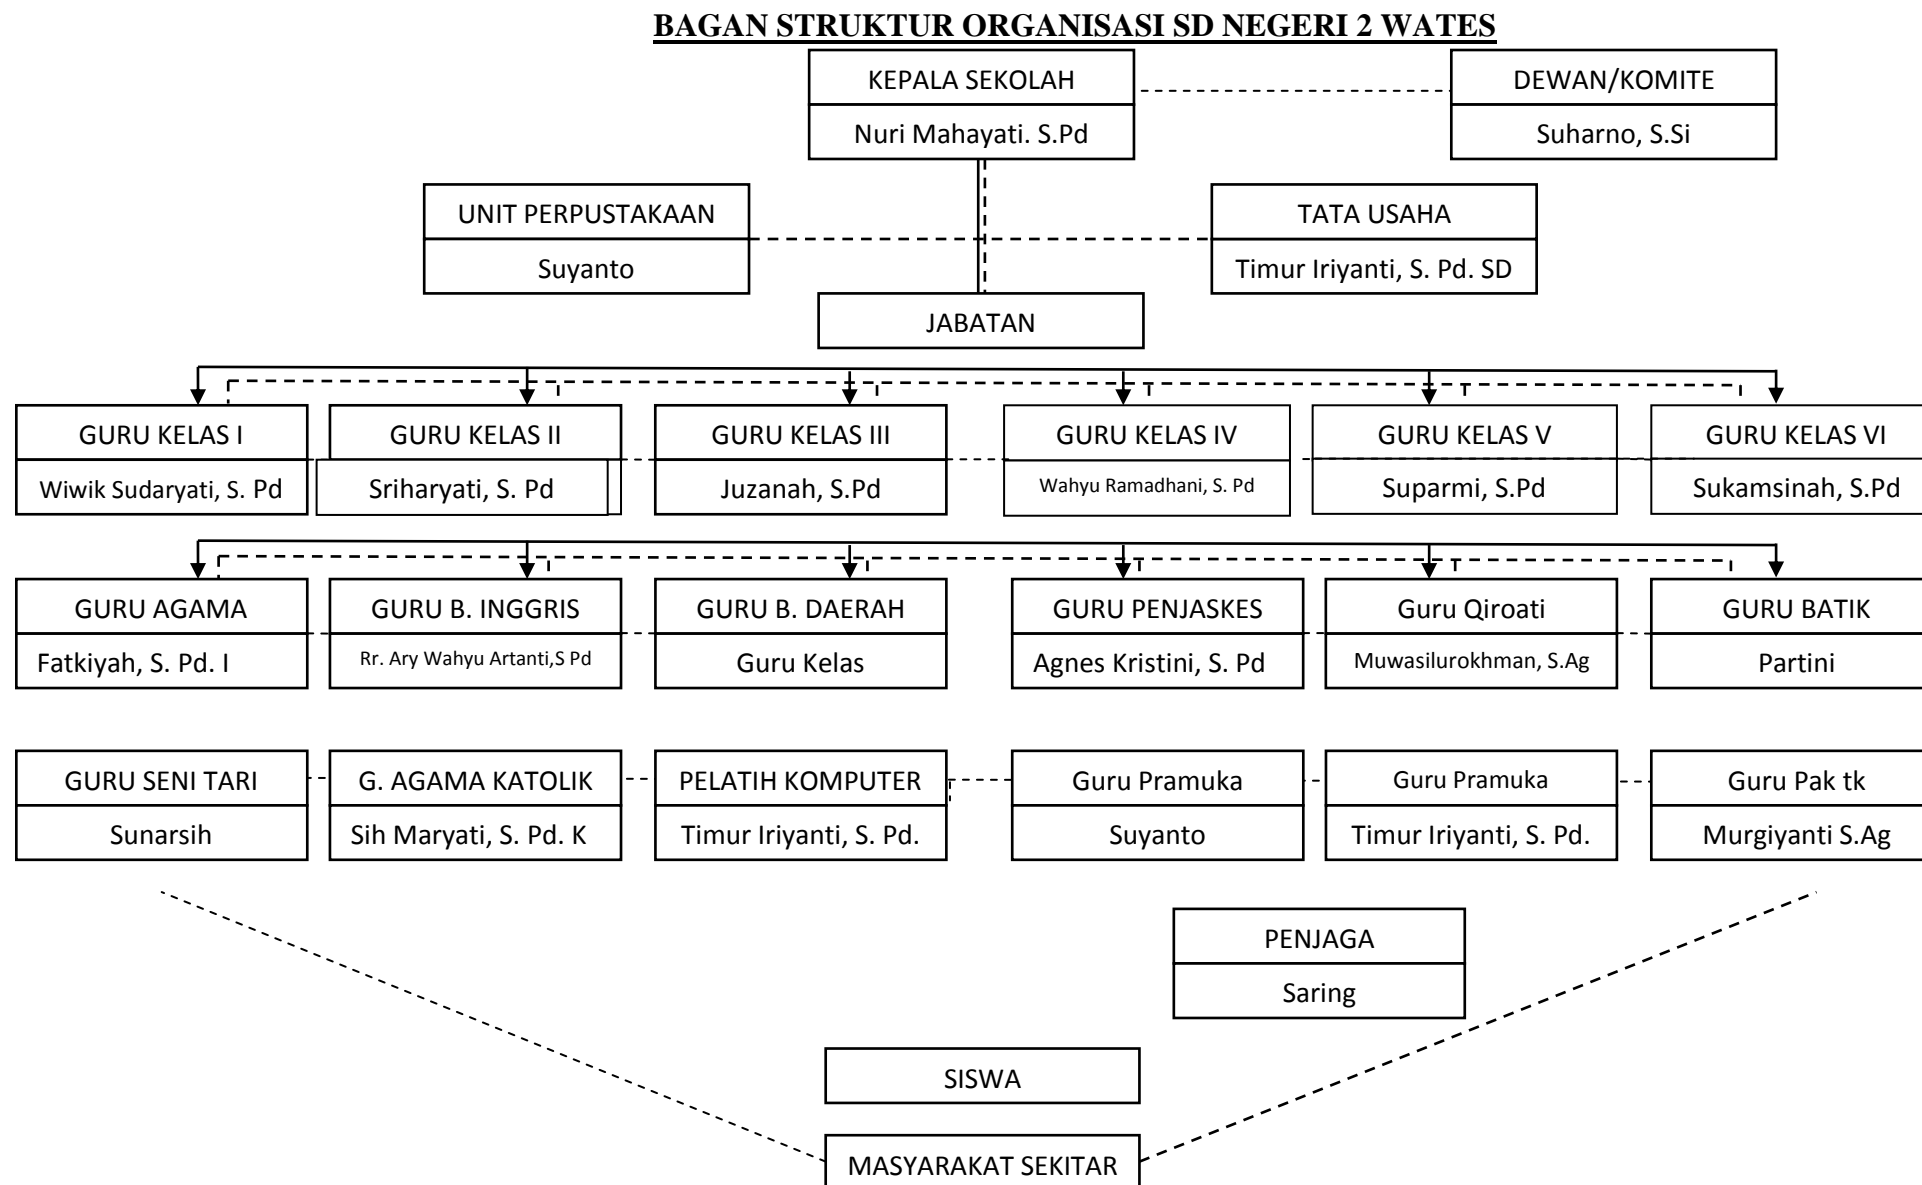 BAGAN STRUKTUR ORGANISASI SD NEGERI 2 WATES
KEPALA SEKOLAH
Nuri Mahayati. S.Pd
DEWAN/KOMITE
Suharno, S.Si
UNIT PERPUSTAKAAN
Suyanto
TATA USAHA
Timur Iriyanti, S. Pd. SD
JABATAN
GURU KELAS I
Wiwik Sudaryati, S. Pd
GURU KELAS II
Sriharyati, S. Pd
GURU KELAS III
Juzanah, S.Pd
GURU KELAS IV
Wahyu Ramadhani, S. Pd
GURU KELAS V
Suparmi, S.Pd
GURU KELAS VI
Sukamsinah, S.Pd
GURU AGAMA
Fatkiyah, S. Pd. I
GURU B. INGGRIS
Rr. Ary Wahyu Artanti,S Pd
GURU B. DAERAH
Guru Kelas
GURU PENJASKES
Agnes Kristini, S. Pd
Guru Qiroati
Muwasilurokhman, S.Ag
GURU BATIK
Partini
GURU SENI TARI
Sunarsih
G. AGAMA KATOLIK
Sih Maryati, S. Pd. K
PELATIH KOMPUTER
Timur Iriyanti, S. Pd.
Guru Pramuka
Suyanto
Guru Pramuka
Timur Iriyanti, S. Pd.
Guru Pak tk
Murgiyanti S.Ag
PENJAGA
Saring
SISWA
MASYARAKAT SEKITAR